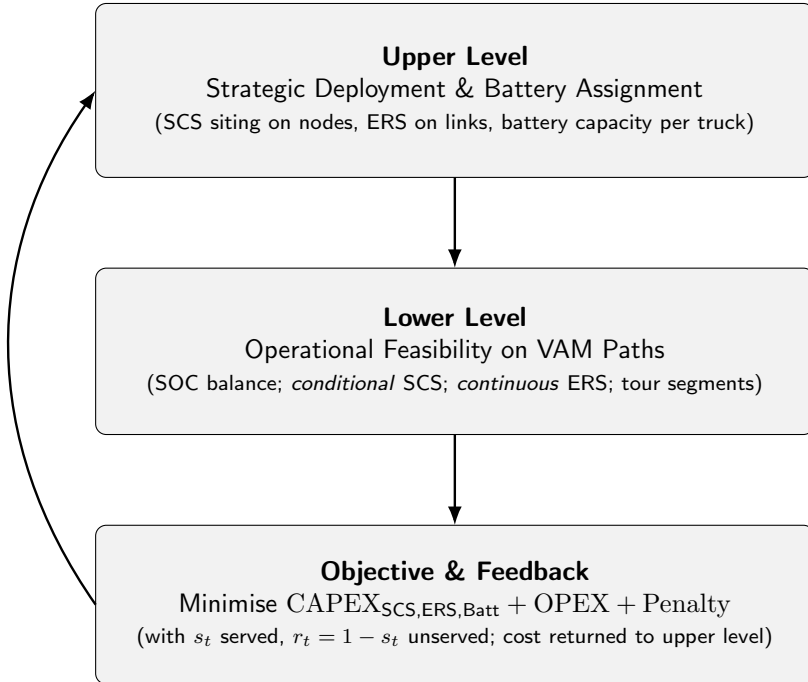 Upper Level
Strategic Deployment & Battery Assignment
(SCS siting on nodes, ERS on links, battery capacity per truck)
Lower Level
Operational Feasibility on VAM Paths
(SOC balance; conditional SCS; continuous ERS; tour segments)
Objective & Feedback
Minimise CAPEX_SCS,ERS,Batt + OPEX + Penalty
(with s_t served, r_t = 1 − s_t unserved; cost returned to upper level)